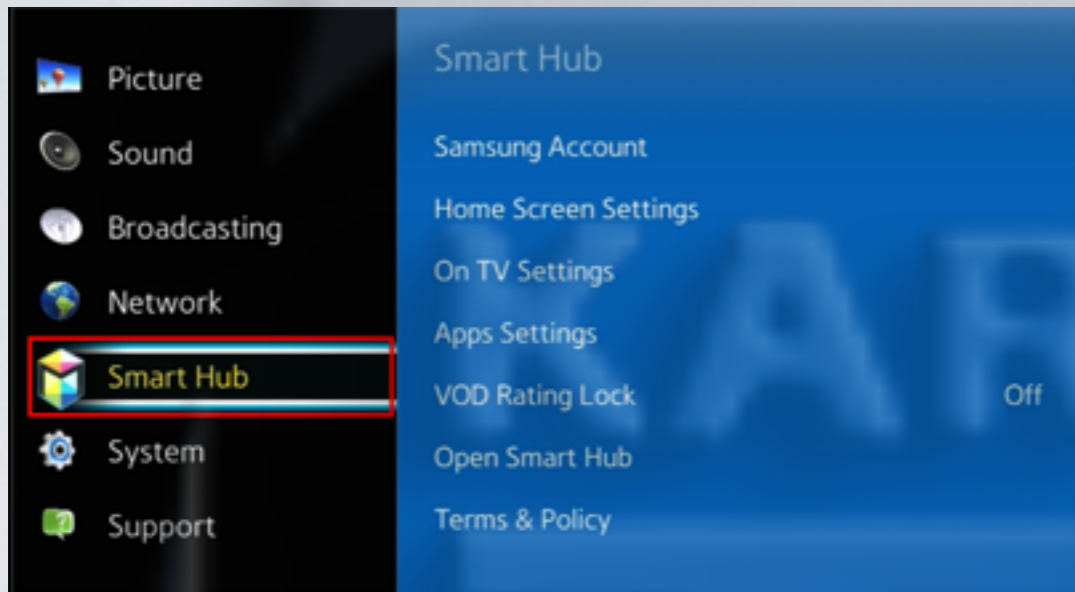 Picture
Sound
Broadcasting
Network
Smart Hub
System
Support
Smart Hub
Samsung Account
Home Screen Settings
On TV Settings
Apps Settings
VOD Rating Lock Off
Open Smart Hub
Terms & Policy
KAR